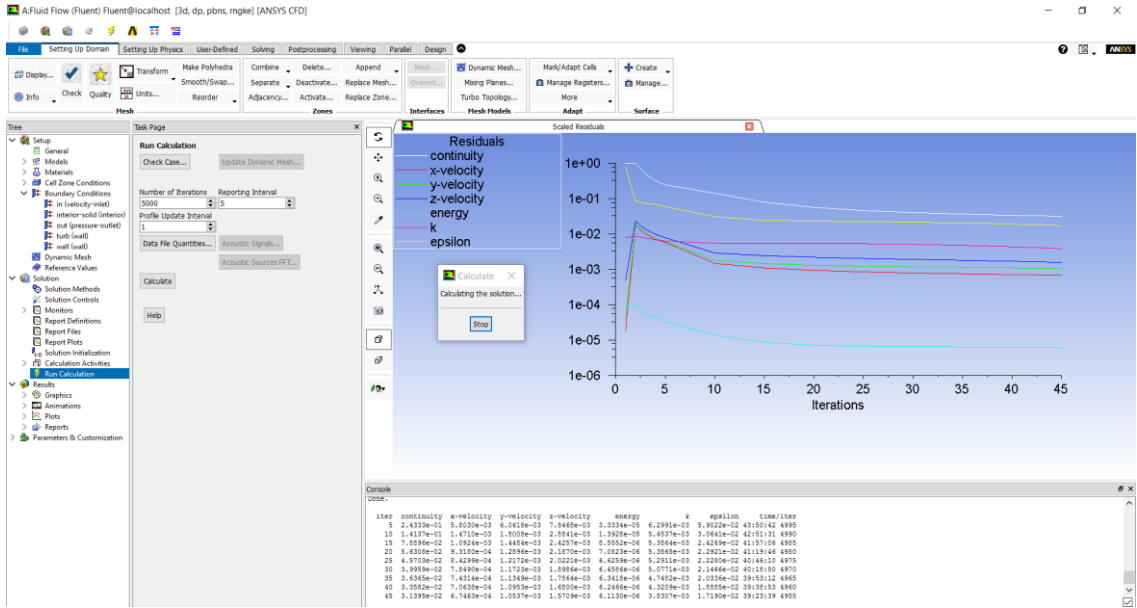 A:Fluid Flow (Fluent) Fluent@localhost [3d, dp, pbns, rngke] [ANSYS CFD]
File Setting Up Domain Setting Up Physics User-Defined Solving Postprocessing Viewing Parallel Design
ANSYS
Display... Info Check Quality Transform Units... Make Polyhedra Smooth/Swap... Reorder
Mesh
Combine Delete... Append
Separate Deactivate... Replace Mesh...
Adjacency... Activate... Replace Zone...
Zones
Mesh... Overset...
Interfaces
Dynamic Mesh...
Mixing Planes...
Turbo Topology...
Mesh Models
Mark/Adapt Cells
Manage Registers...
More
Adapt
Create
Manage...
Surface
Tree
Setup
General
Models
Materials
Cell Zone Conditions
Boundary Conditions
in (velocity-inlet)
interior-solid (interior)
out (pressure-outlet)
turb (wall)
wall (wall)
Dynamic Mesh
Reference Values
Solution
Solution Methods
Solution Controls
Monitors
Report Definitions
Report Files
Report Plots
Solution Initialization
Calculation Activities
Run Calculation
Results
Graphics
Animations
Plots
Reports
Parameters & Customization
Task Page
Run Calculation
Check Case... Update Dynamic Mesh...
Number of Iterations Reporting Interval
5000 5
Profile Update Interval
1
Data File Quantities... Acoustic Signals...
Acoustic Sources FFT...
Calculate
Help
Scaled Residuals
Residuals
continuity
x-velocity
y-velocity
z-velocity
energy
k
epsilon
Calculate
Calculating the solution...
Stop
1e+00
1e-01
1e-02
1e-03
1e-04
1e-05
1e-06
0 5 10 15 20 25 30 35 40 45
Iterations
Console
Done.
iter continuity x-velocity y-velocity z-velocity energy k epsilon time/iter
5 2.4333e-01 5.8030e-03 6.0618e-03 7.8468e-03 3.3334e-05 6.2991e-03 5.9022e-02 43:50:42 4995
10 1.4137e-01 1.4710e-03 1.8008e-03 2.8841e-03 1.3928e-05 5.4537e-03 3.0641e-02 42:51:31 4990
15 7.8896e-02 1.0924e-03 1.4484e-03 2.4257e-03 8.5552e-06 5.3864e-03 2.4269e-02 41:57:06 4985
20 5.6308e-02 9.3180e-04 1.2896e-03 2.1870e-03 7.0823e-06 5.3868e-03 2.2921e-02 41:19:46 4980
25 4.5703e-02 8.4299e-04 1.2172e-03 2.0221e-03 6.6259e-06 5.2911e-03 2.2280e-02 40:46:10 4975
30 3.9959e-02 7.8490e-04 1.1723e-03 1.8986e-03 6.4586e-06 5.0771e-03 2.1466e-02 40:18:50 4970
35 3.6365e-02 7.4314e-04 1.1349e-03 1.7864e-03 6.3418e-06 4.7482e-03 2.0336e-02 39:53:12 4965
40 3.3582e-02 7.0638e-04 1.0953e-03 1.6800e-03 6.2466e-06 4.3209e-03 1.8885e-02 39:38:53 4960
45 3.1395e-02 6.7463e-04 1.0537e-03 1.5709e-03 6.1130e-06 3.8307e-03 1.7190e-02 39:23:39 4955